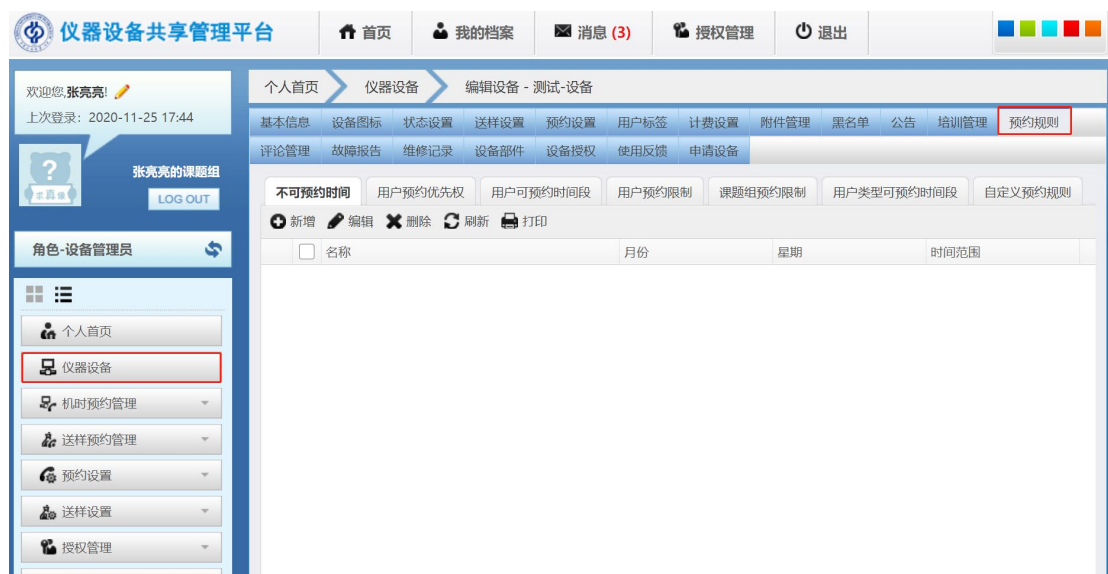 仪器设备共享管理平台 首页 我的档案 消息 (3) 授权管理 退出
欢迎您,张亮亮!
上次登录：2020-11-25 17:44
张亮亮的课题组
LOG OUT
角色-设备管理员
个人首页
仪器设备
机时预约管理
送样预约管理
预约设置
送样设置
授权管理
个人首页 仪器设备 编辑设备 - 测试-设备
基本信息 设备图标 状态设置 送样设置 预约设置 用户标签 计费设置 附件管理 黑名单 公告 培训管理 预约规则
评论管理 故障报告 维修记录 设备部件 设备授权 使用反馈 申请设备
不可预约时间 用户预约优先权 用户可预约时间段 用户预约限制 课题组预约限制 用户类型可预约时间段 自定义预约规则
新增 编辑 删除 刷新 打印
名称 月份 星期 时间范围